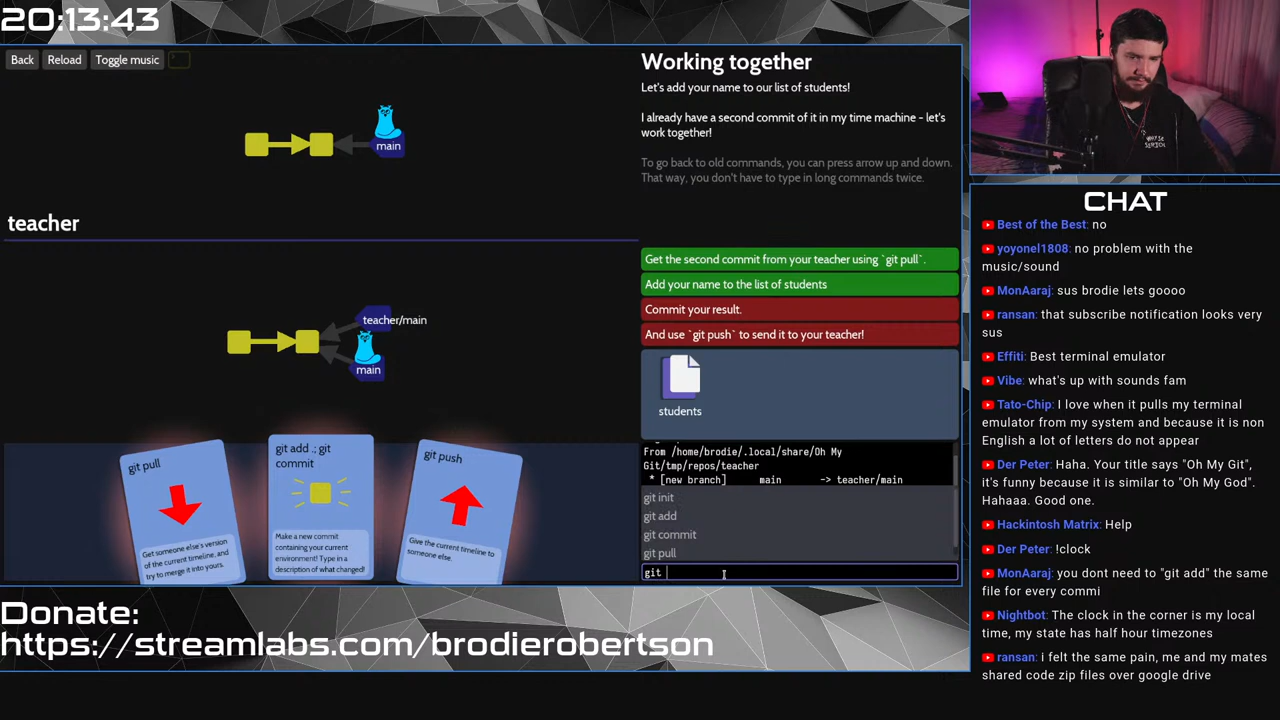 20:13:43
Back Reload Toggle music
main
teacher
teacher/main
main
git pull
Get someone else's version
of the current timeline, and
try to merge it into yours.
git add .; git
commit
Make a new commit
containing your current
environment! Type in a
description of what changed!
git push
Give the current timeline to
someone else.
Working together
Let's add your name to our list of students!
I already have a second commit of it in my time machine - let's
work together!
To go back to old commands, you can press arrow up and down.
That way, you don't have to type in long commands twice.
Get the second commit from your teacher using `git pull`.
Add your name to the list of students
Commit your result.
And use `git push` to send it to your teacher!
students
From /home/brodie/.local/share/Oh My
Git/tmp/repos/teacher
* [new branch] main -> teacher/main
git init
git add
git commit
git pull
git
Donate:
https://streamlabs.com/brodierobertson
CHAT
Best of the Best: no
yoyonel1808: no problem with the
music/sound
MonAaraj: sus brodie lets goooo
ransan: that subscribe notification looks very
sus
Effiti: Best terminal emulator
Vibe: what's up with sounds fam
Tato-Chip: I love when it pulls my terminal
emulator from my system and because it is non
English a lot of letters do not appear
Der Peter: Haha. Your title says "Oh My Git",
it's funny because it is similar to "Oh My God".
Hahaaa. Good one.
Hackintosh Matrix: Help
Der Peter: !clock
MonAaraj: you dont need to "git add" the same
file for every commi
Nightbot: The clock in the corner is my local
time, my state has half hour timezones
ransan: i felt the same pain, me and my mates
shared code zip files over google drive